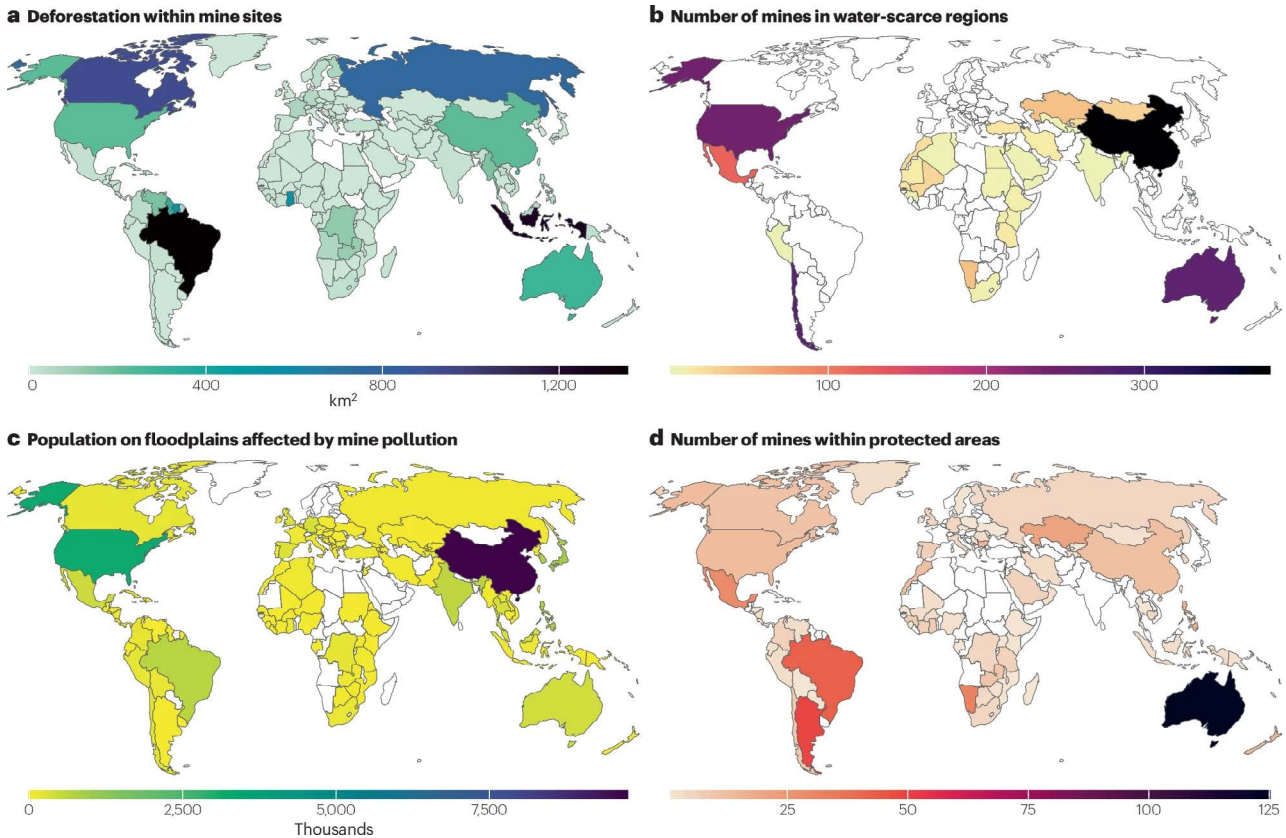 a Deforestation within mine sites
b Number of mines in water-scarce regions
0 400 800 1,200
km²
100 200 300
c Population on floodplains affected by mine pollution
d Number of mines within protected areas
0 2,500 5,000 7,500
Thousands
25 50 75 100 125